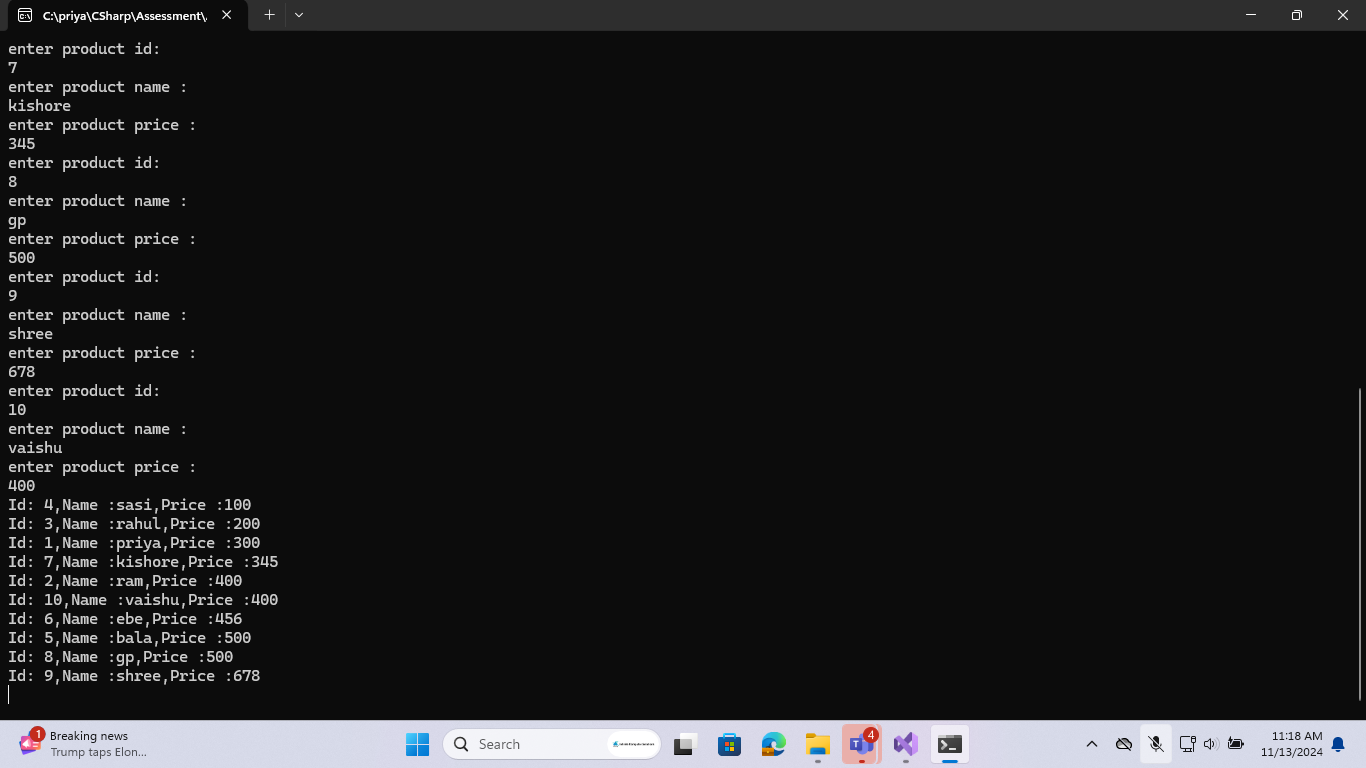 C:\priya\CSharp\Assessment\
enter product id:
7
enter product name :
kishore
enter product price :
345
enter product id:
8
enter product name :
gp
enter product price :
500
enter product id:
9
enter product name :
shree
enter product price :
678
enter product id:
10
enter product name :
vaishu
enter product price :
400
Id: 4,Name :sasi,Price :100
Id: 3,Name :rahul,Price :200
Id: 1,Name :priya,Price :300
Id: 7,Name :kishore,Price :345
Id: 2,Name :ram,Price :400
Id: 10,Name :vaishu,Price :400
Id: 6,Name :ebe,Price :456
Id: 5,Name :bala,Price :500
Id: 8,Name :gp,Price :500
Id: 9,Name :shree,Price :678
1
Breaking news
Trump taps Elon...
Search
4
11:18 AM
11/13/2024